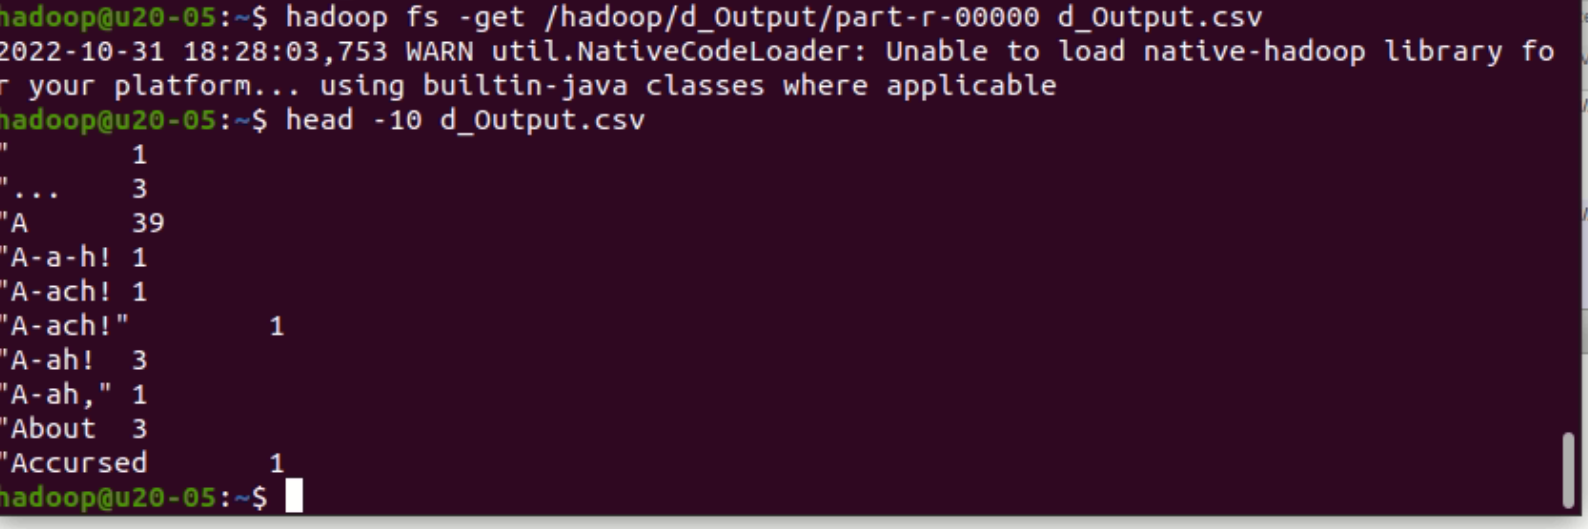 hadoop@u20-05:~$ hadoop fs -get /hadoop/d_Output/part-r-00000 d_Output.csv
2022-10-31 18:28:03,753 WARN util.NativeCodeLoader: Unable to load native-hadoop library fo
r your platform... using builtin-java classes where applicable
hadoop@u20-05:~$ head -10 d_Output.csv
"       1
"...    3
"A      39
"A-a-h! 1
"A-ach! 1
"A-ach!"        1
"A-ah!  3
"A-ah," 1
"About  3
"Accursed       1
hadoop@u20-05:~$